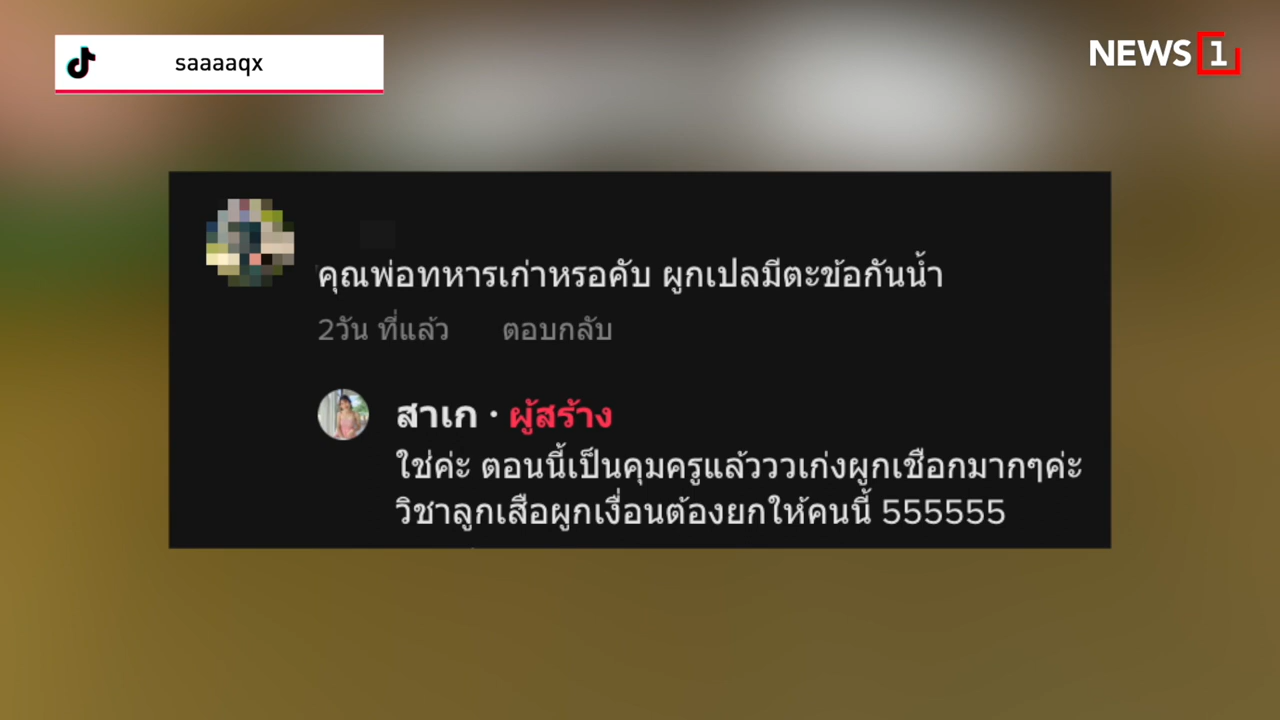 saaaaqx
NEWS 1
คุณพ่อทหารเก่าหรอคับ ผูกเปลมีตะข้อกันน้ำ
2วัน ที่แล้ว ตอบกลับ
สาเก · ผู้สร้าง
ใช่ค่ะ ตอนนี้เป็นคุมครูแล้วววเก่งผูกเชือกมากๆค่ะ
วิชาลูกเสือผูกเงื่อนต้องยกให้คนนี้ 555555